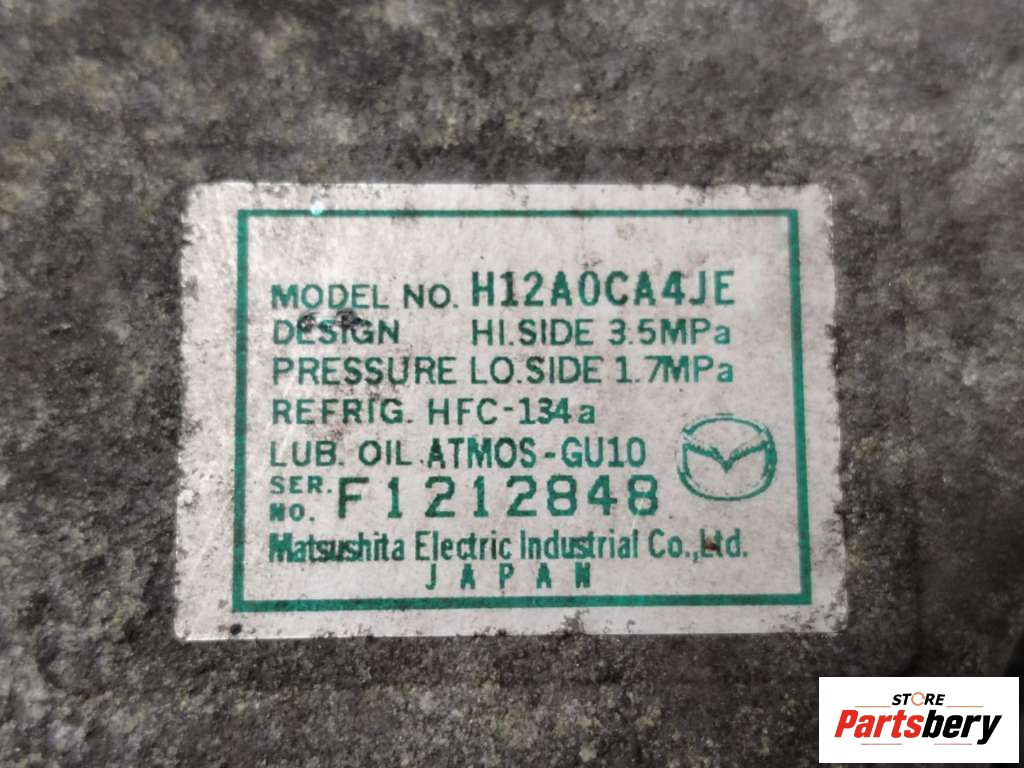 MODEL NO. H12A0CA4JE
DESIGN HI.SIDE 3.5MPa
PRESSURE LO.SIDE 1.7MPa
REFRIG. HFC-134a
LUB. OIL ATMOS-GU10
SER. NO. F1212848
Matsushita Electric Industrial Co.,Ltd.
JAPAN
STORE
Partsbery